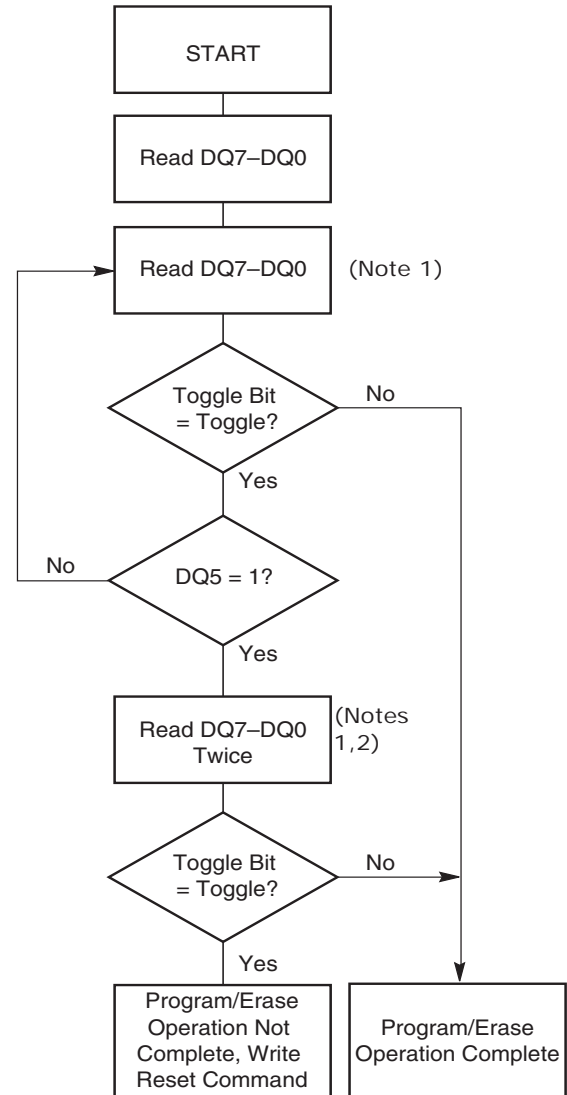 START
Read DQ7–DQ0
Read DQ7–DQ0
(Note 1)
Toggle Bit
= Toggle?
No
Yes
DQ5 = 1?
No
Yes
Read DQ7–DQ0
Twice
(Notes
1,2)
Toggle Bit
= Toggle?
No
Yes
Program/Erase
Operation Not
Complete, Write
Reset Command
Program/Erase
Operation Complete